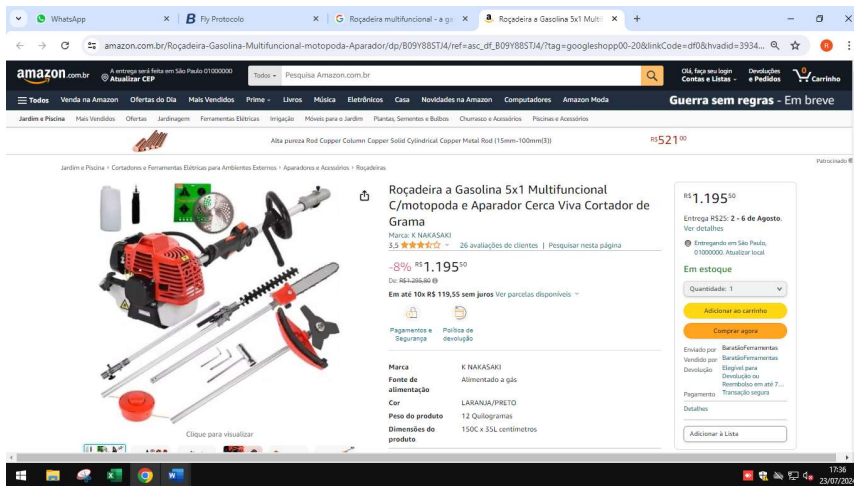 WhatsApp
Fly Protocolo
Roçadeira multifuncional - a go
Roçadeira a Gasolina 5x1 Multif
amazon.com.br/Roçadeira-Gasolina-Multifuncional-motopoda-Aparador/dp/B09Y88STJ4/ref=asc_df_B09Y88STJ4/?tag=googleshopp00-20&linkCode=df0&hvadid=3934...
amazon.com.br
A entrega será feita em São Paulo 01000000
Atualizar CEP
Todos
Pesquisa Amazon.com.br
Olá, faça seu login
Contas e Listas
Devoluções
e Pedidos
0
Carrinho
Todos Venda na Amazon Ofertas do Dia Mais Vendidos Prime Livros Música Eletrônicos Casa Novidades na Amazon Computadores Amazon Moda
Guerra sem regras - Em breve
Jardim e Piscina Mais Vendidos Ofertas Jardinagem Ferramentas Elétricas Irrigação Móveis para o Jardim Plantas, Sementes e Bulbos Churrasco e Acessórios Piscinas e Acessórios
Alta pureza Rod Copper Column Copper Solid Cylindrical Copper Metal Rod (15mm-100mm(3))
R$52100
Patrocinado
Jardim e Piscina › Cortadores e Ferramentas Elétricas para Ambientes Externos › Aparadores e Acessórios › Roçadeiras
Roçadeira a Gasolina 5x1 Multifuncional
C/motopoda e Aparador Cerca Viva Cortador de
Grama
Marca: K NAKASAKI
3,5 26 avaliações de clientes | Pesquisar nesta página
-8% R$1.19550
De: R$1.295,80
Em até 10x R$ 119,55 sem juros Ver parcelas disponíveis
Pagamentos e
Segurança
Política de
devolução
Marca K NAKASAKI
Fonte de
alimentação
Alimentado a gás
Cor LARANJA/PRETO
Peso do produto 12 Quilogramas
Dimensões do
produto
150C x 35L centímetros
Clique para visualizar
R$1.19550
Entrega R$25: 2 - 6 de Agosto.
Ver detalhes
Entregando em São Paulo,
01000000. Atualizar local
Em estoque
Quantidade: 1
Adicionar ao carrinho
Comprar agora
Enviado por BaratãoFerramentas
Vendido por BaratãoFerramentas
Devolução Elegível para
Devolução ou
Reembolso em até 7...
Pagamento Transação segura
Detalhes
Adicionar à Lista
17:36
23/07/2024